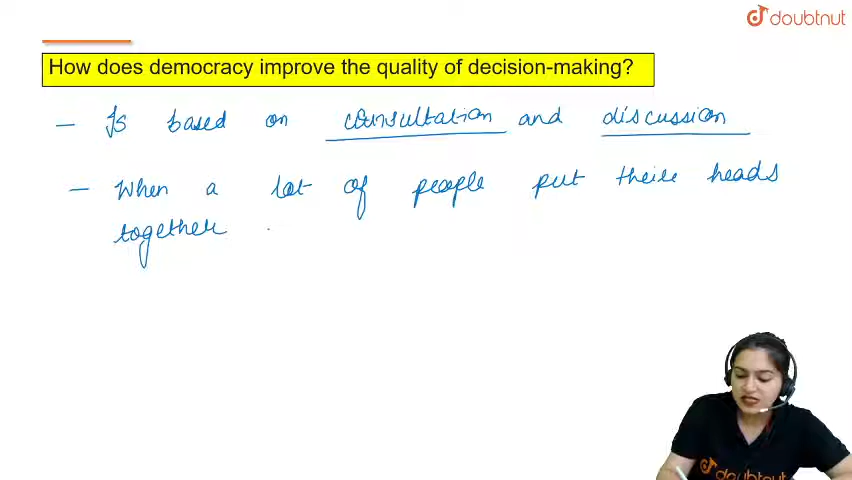 doubtnut
How does democracy improve the quality of decision-making?
- Is based on consultation and discussion
- When a lot of people put their heads
together
doubtnut